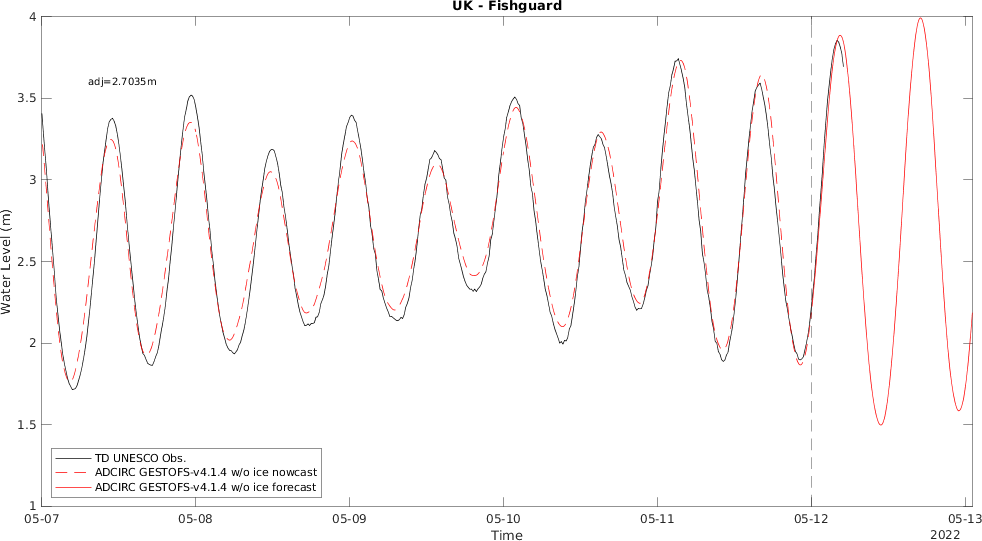 UK - Fishguard
4
adj=2.7035m
3.5
3
2.5
Water Level (m)
2
1.5
TD UNESCO Obs.
ADCIRC GESTOFS-v4.1.4 w/o ice nowcast
ADCIRC GESTOFS-v4.1.4 w/o ice forecast
1
05-07 05-08 05-09 05-10 05-11 05-12 05-13
Time
2022